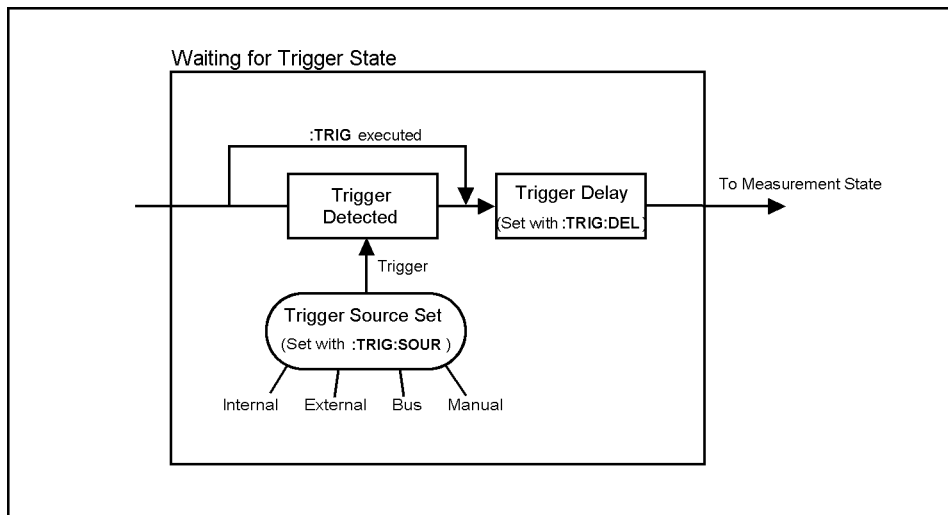 Waiting for Trigger State
:TRIG executed
Trigger
Detected
Trigger Delay
(Set with :TRIG:DEL )
To Measurement State
Trigger
Trigger Source Set
(Set with :TRIG:SOUR )
Internal External Bus Manual